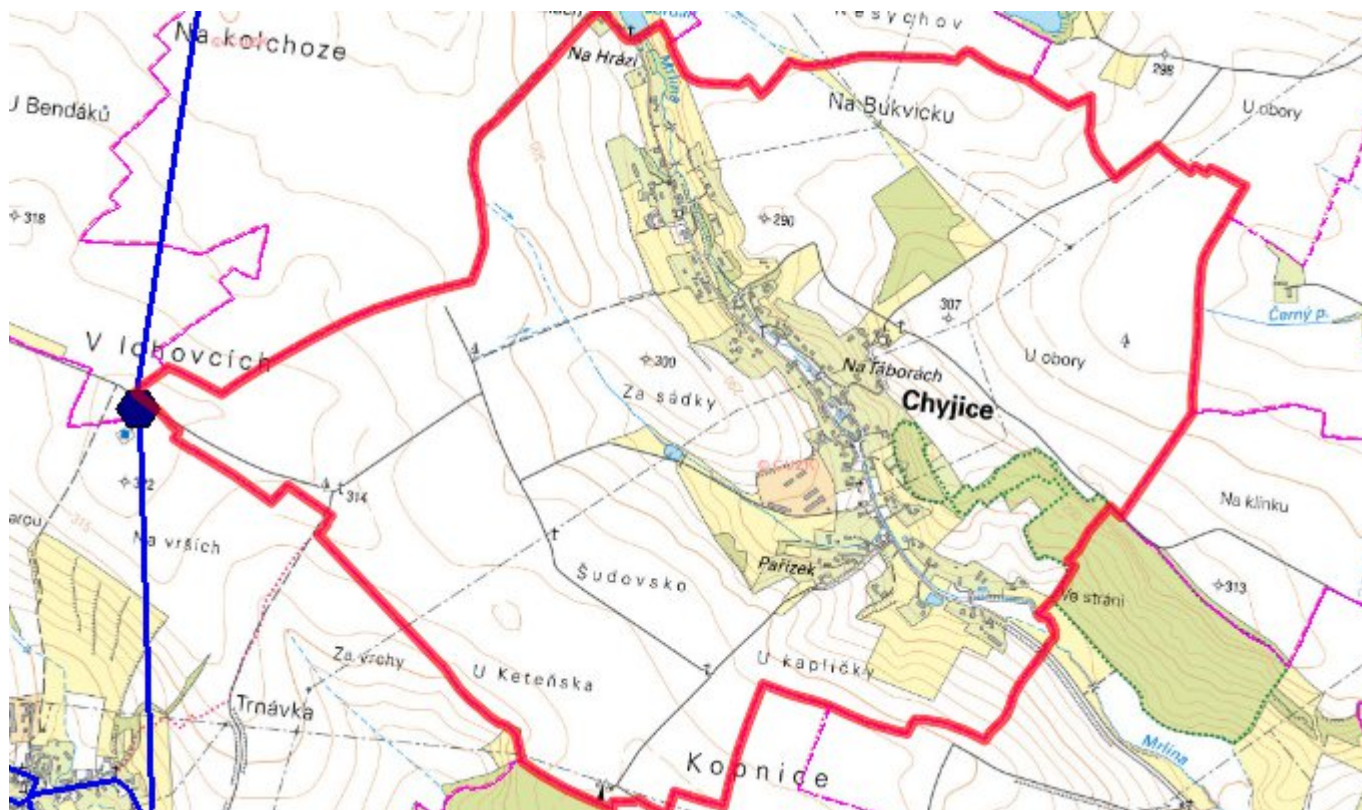 Na kolchoze
U Bendáků
318
V lohovcích
Na Hrázi
Mrlina
Na Bukvicku
298
U obory
290
307
Černý p.
300
Za sádky
Na Táborách
U obory
Chyjice
314
Na vrších
315
Šudovsko
Pařízek
Na klínku
313
Ve stráni
Za vrchy
U Keteňska
U kapličky
Trnávka
Kopnice
Mrlina